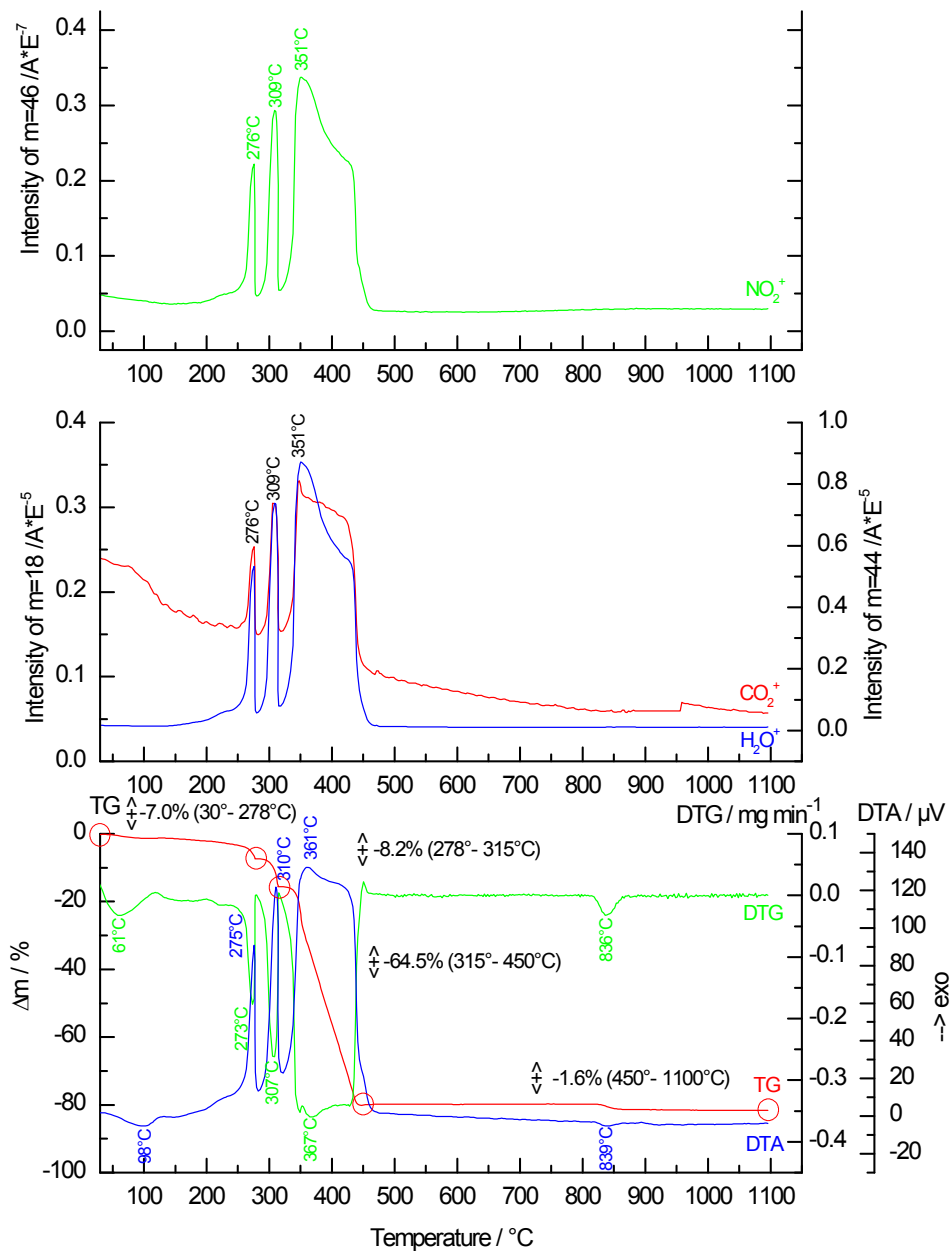 Intensity of m=46 /A*E⁻⁷
0.4
0.3
0.2
0.1
0.0
276°C
309°C
351°C
NO₂⁺
100 200 300 400 500 600 700 800 900 1000 1100
Intensity of m=18 /A*E⁻⁵
0.4
0.3
0.2
0.1
0.0
276°C
309°C
351°C
CO₂⁺
H₂O⁺
1.0
0.8
0.6
0.4
0.2
0.0
Intensity of m=44 /A*E⁻⁵
100 200 300 400 500 600 700 800 900 1000 1100
TG
-7.0% (30°- 278°C)
DTG / mg min⁻¹
DTA / µV
Δm / %
0
-20
-40
-60
-80
-100
61°C
98°C
275°C
273°C
307°C
310°C
361°C
367°C
-8.2% (278°- 315°C)
-64.5% (315°- 450°C)
-1.6% (450°- 1100°C)
836°C
839°C
DTG
TG
DTA
0.1
0.0
-0.1
-0.2
-0.3
-0.4
140
120
100
80
60
40
20
0
-20
--> exo
100 200 300 400 500 600 700 800 900 1000 1100
Temperature / °C